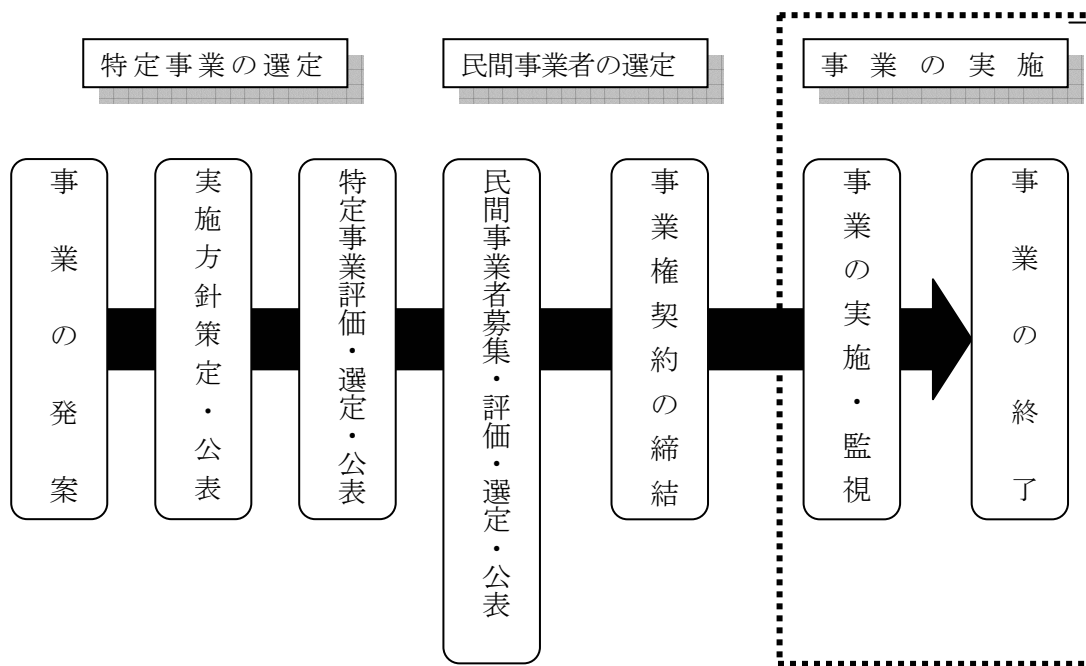 特定事業の選定
民間事業者の選定
事業の実施
事業の発案
実施方針策定・公表
特定事業評価・選定・公表
民間事業者募集・評価・選定・公表
事業権契約の締結
事業の実施・監視
事業の終了